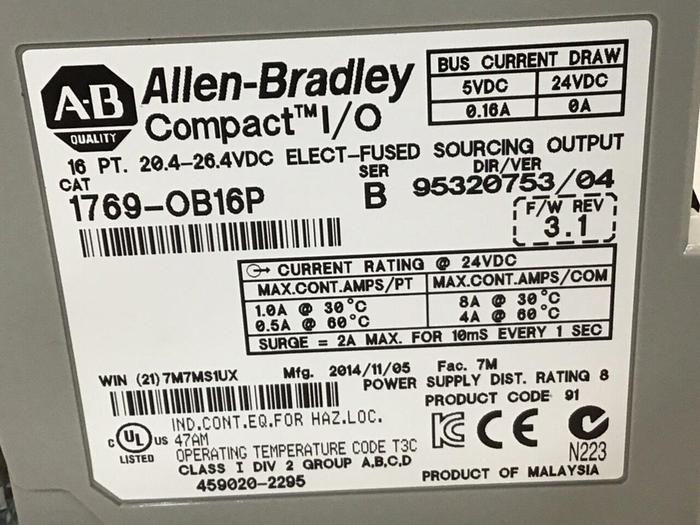 A-B
QUALITY
Allen-Bradley
Compact™ I/O
BUS CURRENT DRAW
5VDC 24VDC
0.16A 0A
16 PT. 20.4-26.4VDC ELECT-FUSED SOURCING OUTPUT
CAT SER DIR/VER
1769-OB16P B 95320753/04
F/W REV
3.1
CURRENT RATING @ 24VDC
MAX.CONT.AMPS/PT MAX.CONT.AMPS/COM
1.0A @ 30°C 8A @ 30°C
0.5A @ 60°C 4A @ 60°C
SURGE = 2A MAX. FOR 10mS EVERY 1 SEC
WIN (21) 7M7MS1UX Mfg. 2014/11/05 Fac. 7M
POWER SUPPLY DIST. RATING 8
PRODUCT CODE 91
IND.CONT.EQ.FOR HAZ.LOC.
C UL US 47AM
LISTED OPERATING TEMPERATURE CODE T3C
CLASS I DIV 2 GROUP A,B,C,D
459020-2295
KC CE N223
PRODUCT OF MALAYSIA